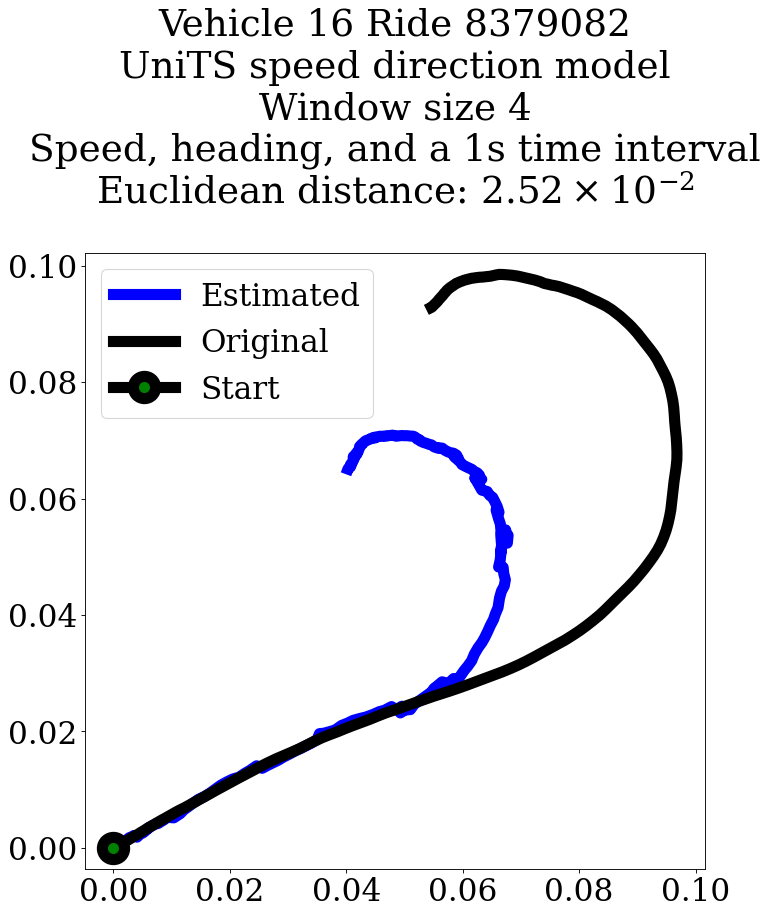 Vehicle 16 Ride 8379082
UniTS speed direction model
Window size 4
Speed, heading, and a 1s time interval
Euclidean distance: 2.52 × 10⁻²
0.10
0.08
0.06
0.04
0.02
0.00
Estimated
Original
Start
0.00 0.02 0.04 0.06 0.08 0.10